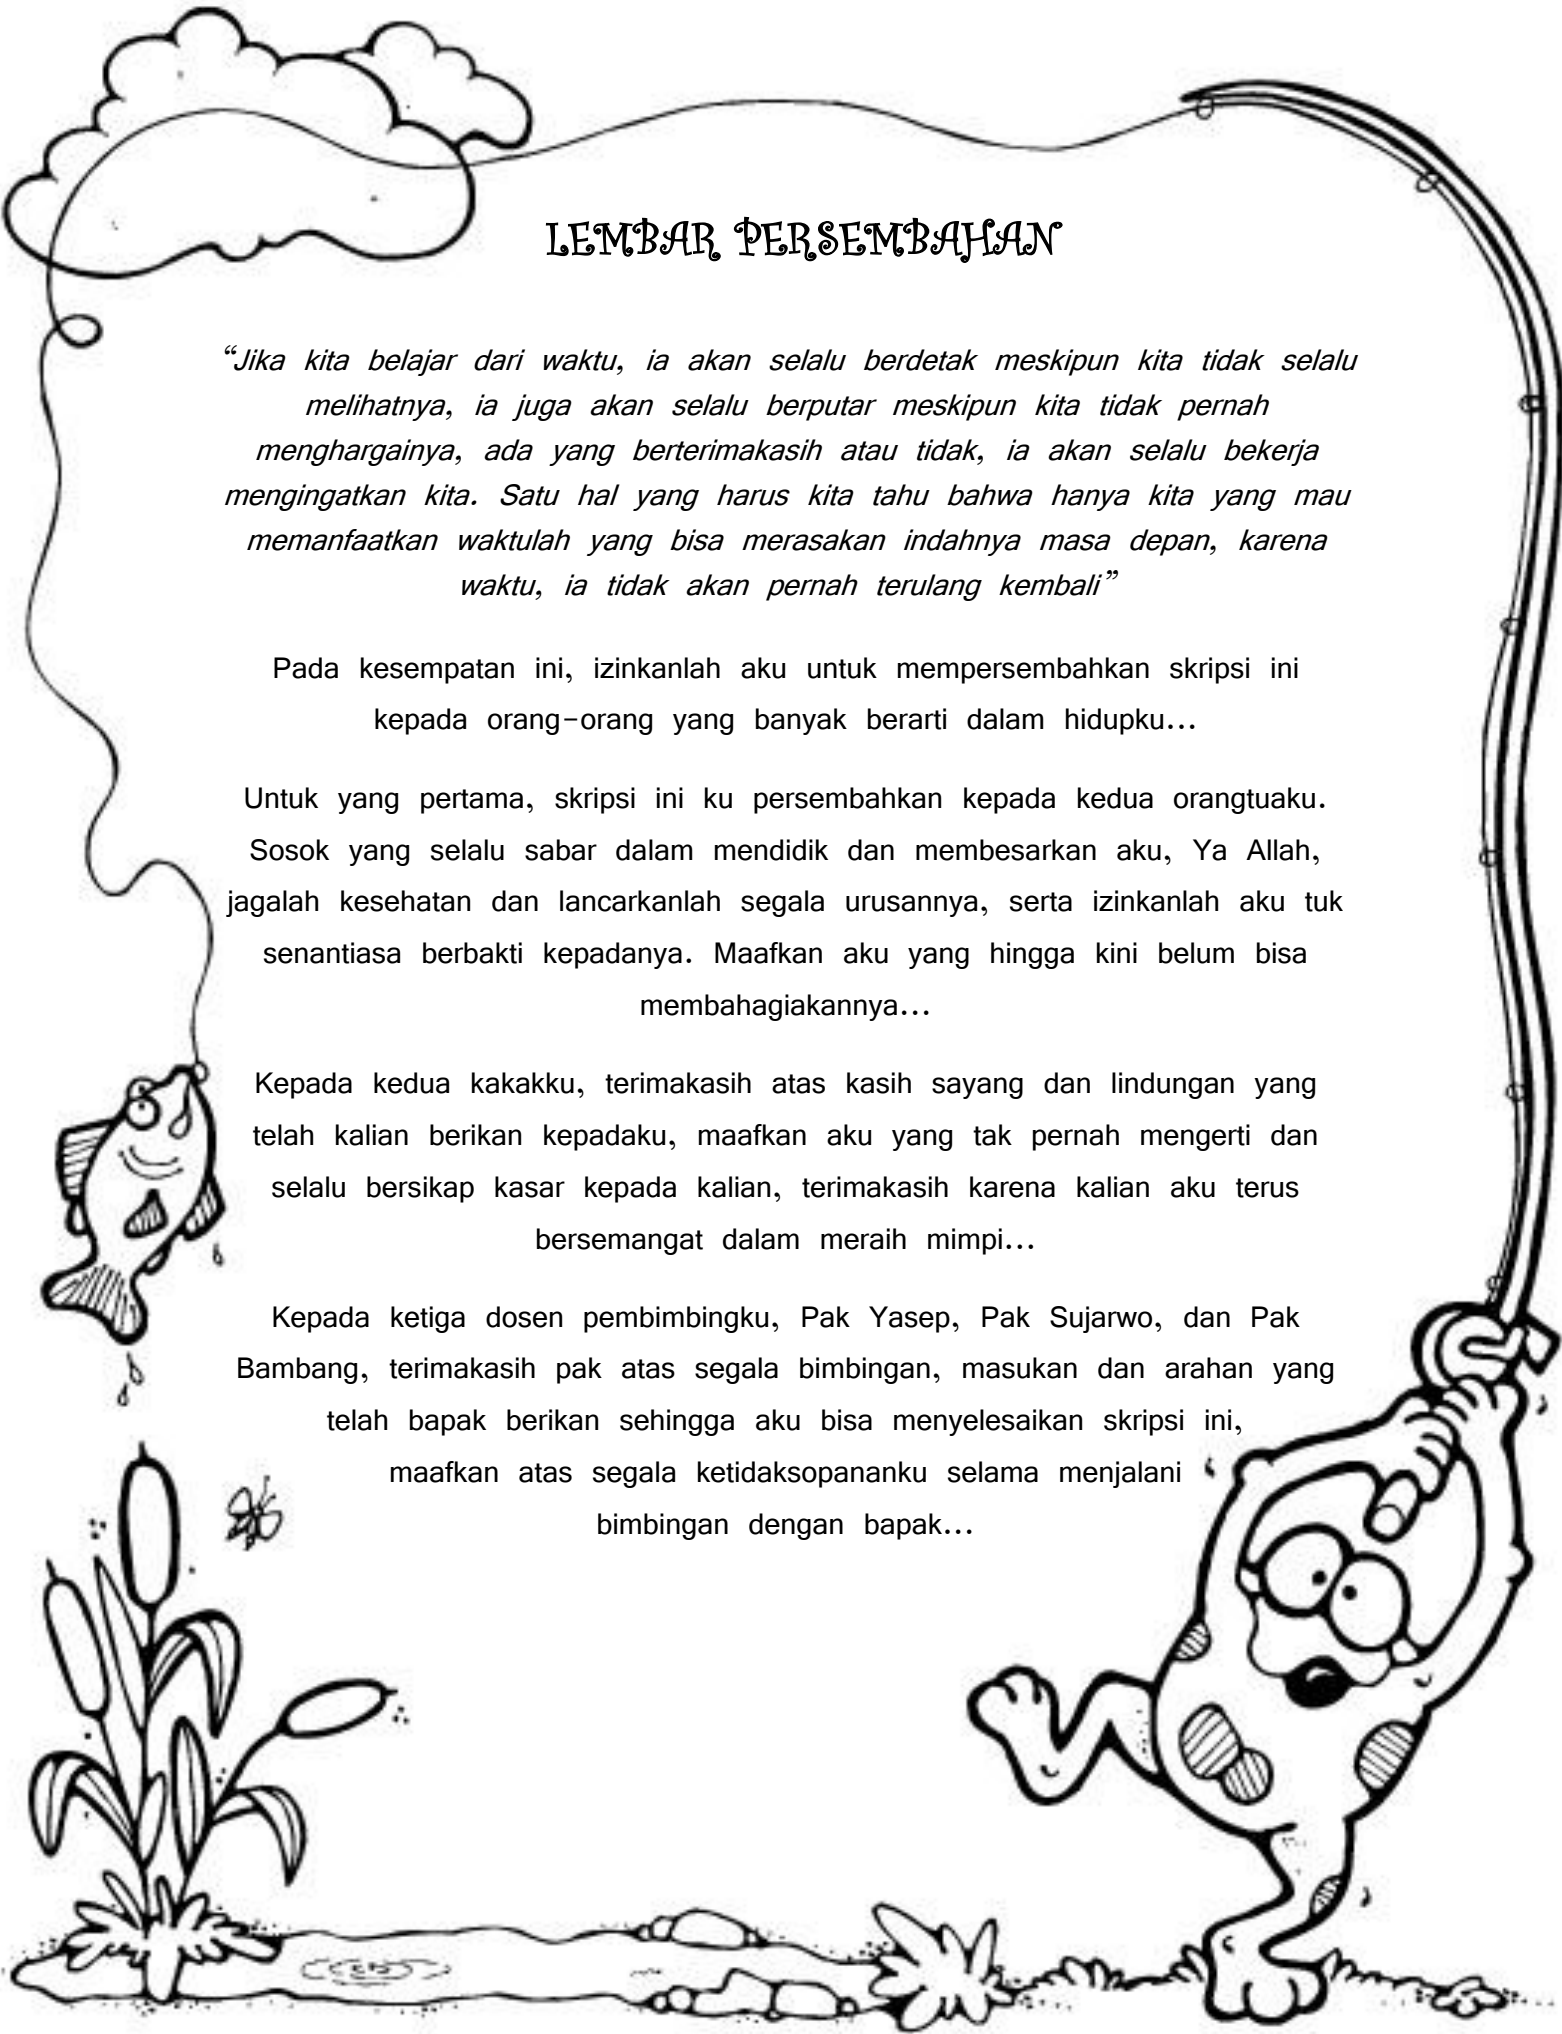 LEMBAR PERSEMBAHAN
“Jika kita belajar dari waktu, ia akan selalu berdetak meskipun kita tidak selalu
melihatnya, ia juga akan selalu berputar meskipun kita tidak pernah
menghargainya, ada yang berterimakasih atau tidak, ia akan selalu bekerja
mengingatkan kita. Satu hal yang harus kita tahu bahwa hanya kita yang mau
memanfaatkan waktulah yang bisa merasakan indahnya masa depan, karena
waktu, ia tidak akan pernah terulang kembali”
Pada kesempatan ini, izinkanlah aku untuk mempersembahkan skripsi ini
kepada orang-orang yang banyak berarti dalam hidupku...
Untuk yang pertama, skripsi ini ku persembahkan kepada kedua orangtuaku.
Sosok yang selalu sabar dalam mendidik dan membesarkan aku, Ya Allah,
jagalah kesehatan dan lancarkanlah segala urusannya, serta izinkanlah aku tuk
senantiasa berbakti kepadanya. Maafkan aku yang hingga kini belum bisa
membahagiakannya...
Kepada kedua kakakku, terimakasih atas kasih sayang dan lindungan yang
telah kalian berikan kepadaku, maafkan aku yang tak pernah mengerti dan
selalu bersikap kasar kepada kalian, terimakasih karena kalian aku terus
bersemangat dalam meraih mimpi...
Kepada ketiga dosen pembimbingku, Pak Yasep, Pak Sujarwo, dan Pak
Bambang, terimakasih pak atas segala bimbingan, masukan dan arahan yang
telah bapak berikan sehingga aku bisa menyelesaikan skripsi ini,
maafkan atas segala ketidaksopananku selama menjalani
bimbingan dengan bapak...